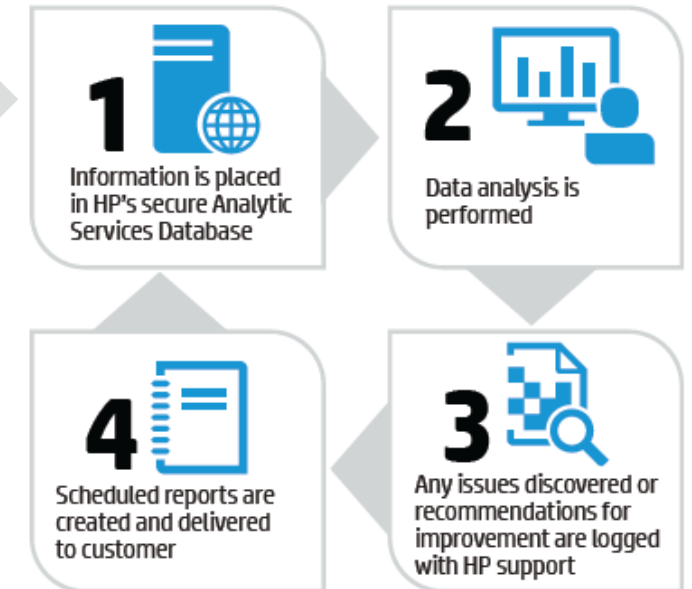 1
Information is placed
in HP's secure Analytic
Services Database
2
Data analysis is
performed
3
Any issues discovered or
recommendations for
improvement are logged
with HP support
4
Scheduled reports are
created and delivered
to customer